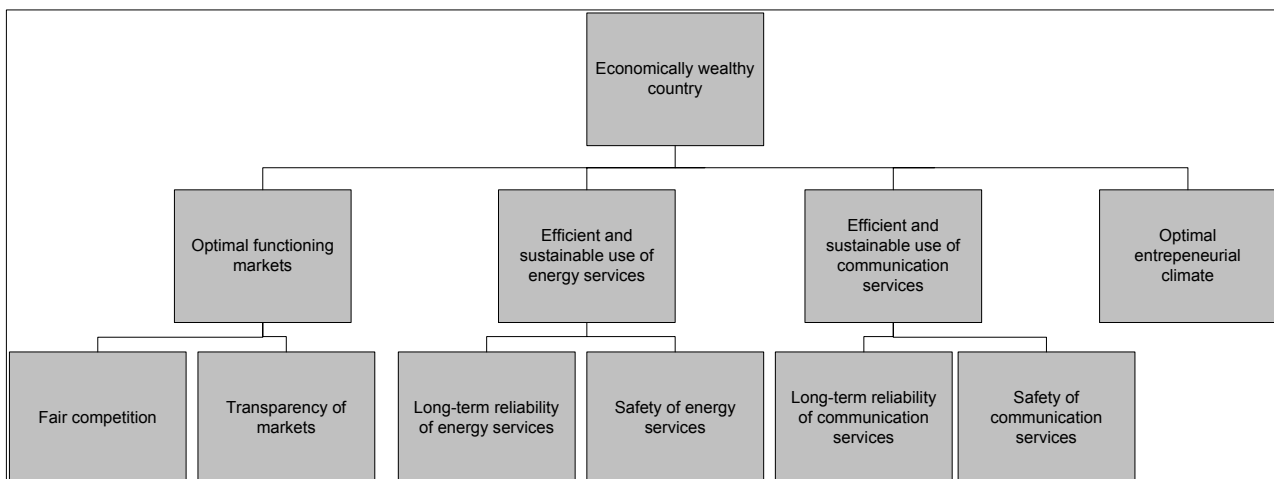 Economically wealthy
country
Optimal functioning
markets
Efficient and
sustainable use of
energy services
Efficient and
sustainable use of
communication
services
Optimal
entrepeneurial
climate
Fair competition
Transparency of
markets
Long-term reliability
of energy services
Safety of energy
services
Long-term reliability
of communication
services
Safety of
communication
services